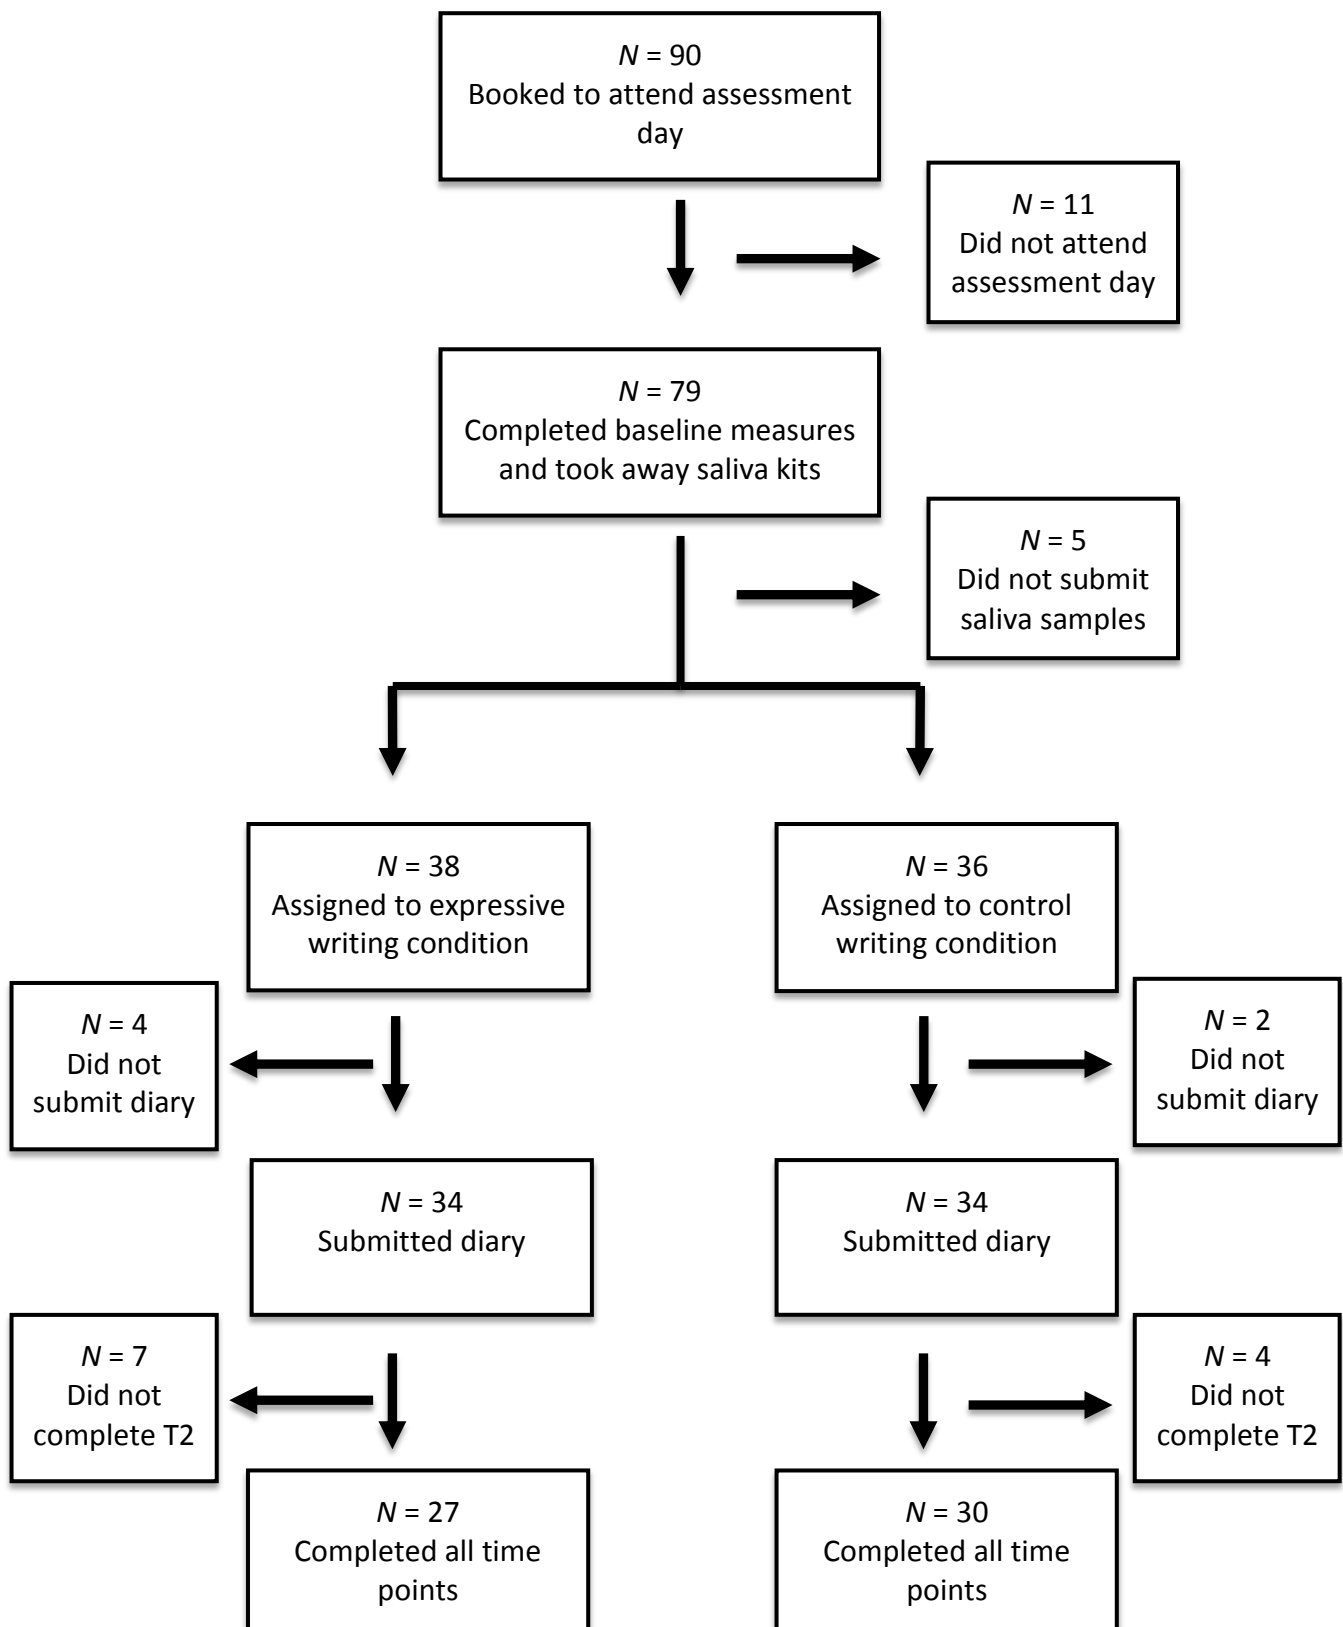 N = 90
Booked to attend assessment
day
N = 11
Did not attend
assessment day
N = 79
Completed baseline measures
and took away saliva kits
N = 5
Did not submit
saliva samples
N = 38
Assigned to expressive
writing condition
N = 36
Assigned to control
writing condition
N = 4
Did not
submit diary
N = 2
Did not
submit diary
N = 34
Submitted diary
N = 34
Submitted diary
N = 7
Did not
complete T2
N = 4
Did not
complete T2
N = 27
Completed all time
points
N = 30
Completed all time
points